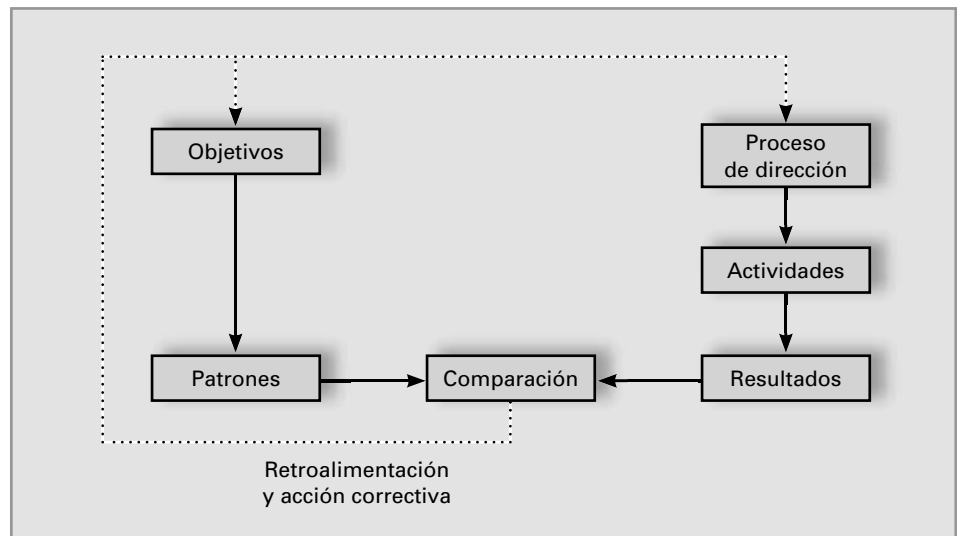 Objetivos
Proceso
de dirección
Actividades
Patrones
Comparación
Resultados
Retroalimentación
y acción correctiva